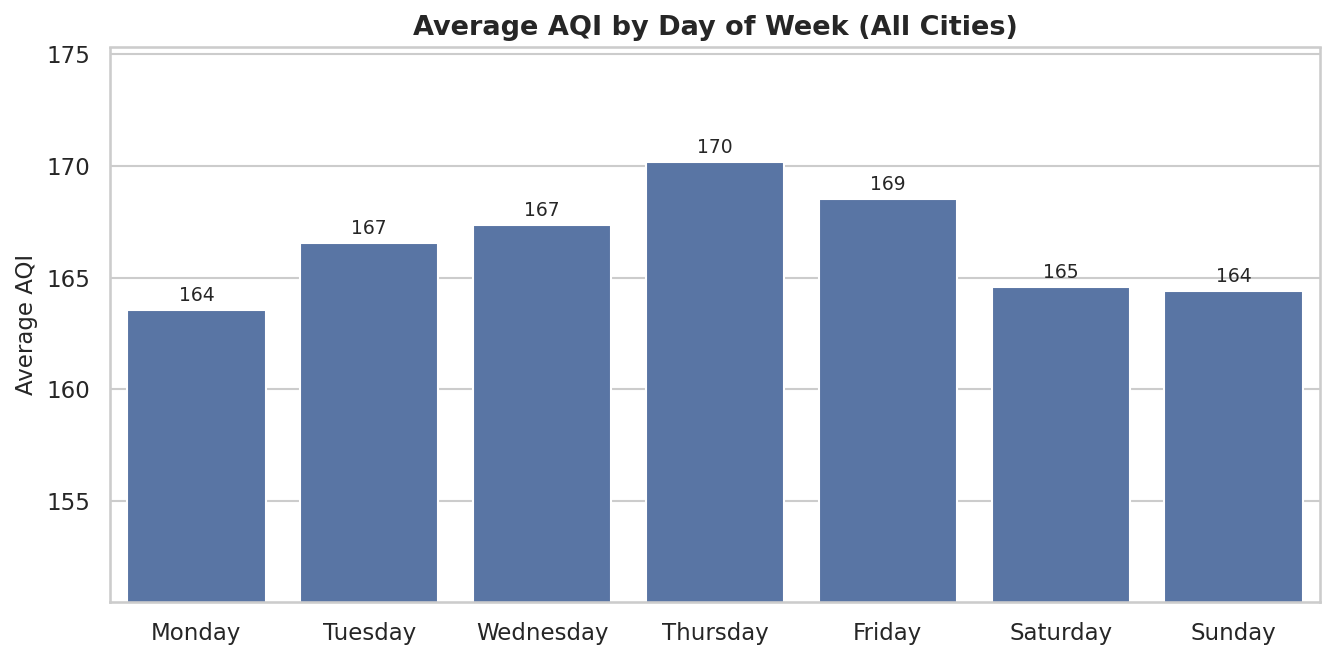 Average AQI by Day of Week (All Cities)
Average AQI
175
170
165
160
155
164
167
167
170
169
165
164
Monday
Tuesday
Wednesday
Thursday
Friday
Saturday
Sunday